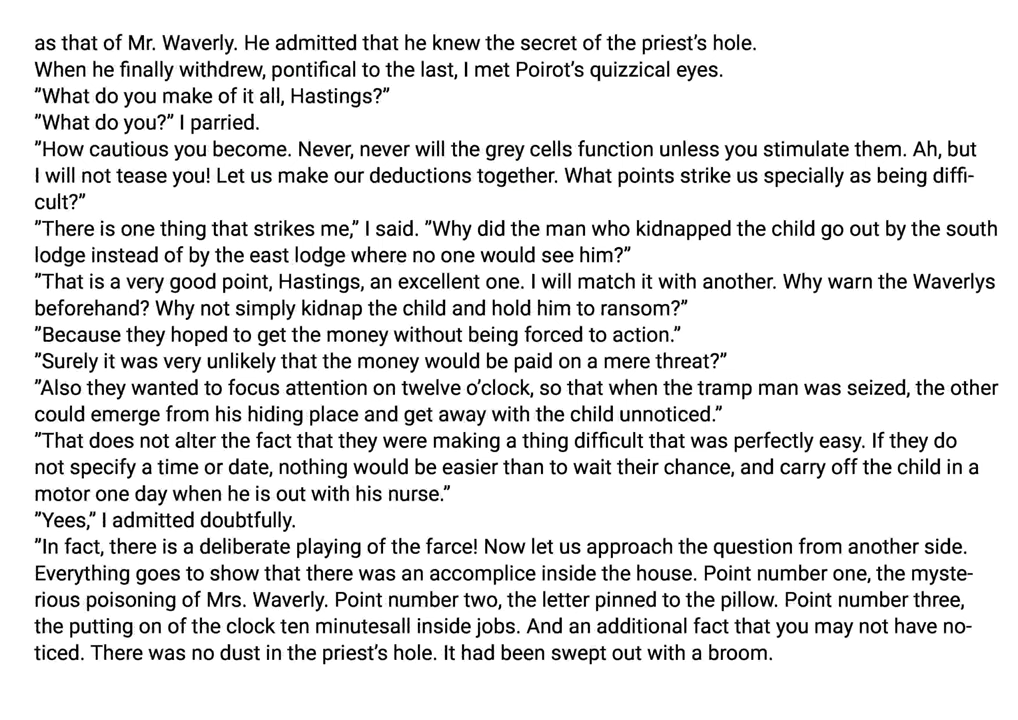 as that of Mr. Waverly. He admitted that he knew the secret of the priest’s hole.
When he finally withdrew, pontifical to the last, I met Poirot’s quizzical eyes.
”What do you make of it all, Hastings?”
”What do you?” I parried.
”How cautious you become. Never, never will the grey cells function unless you stimulate them. Ah, but
I will not tease you! Let us make our deductions together. What points strike us specially as being diffi-
cult?”
”There is one thing that strikes me,” I said. ”Why did the man who kidnapped the child go out by the south
lodge instead of by the east lodge where no one would see him?”
”That is a very good point, Hastings, an excellent one. I will match it with another. Why warn the Waverlys
beforehand? Why not simply kidnap the child and hold him to ransom?”
”Because they hoped to get the money without being forced to action.”
”Surely it was very unlikely that the money would be paid on a mere threat?”
”Also they wanted to focus attention on twelve o’clock, so that when the tramp man was seized, the other
could emerge from his hiding place and get away with the child unnoticed.”
”That does not alter the fact that they were making a thing difficult that was perfectly easy. If they do
not specify a time or date, nothing would be easier than to wait their chance, and carry off the child in a
motor one day when he is out with his nurse.”
”Yees,” I admitted doubtfully.
”In fact, there is a deliberate playing of the farce! Now let us approach the question from another side.
Everything goes to show that there was an accomplice inside the house. Point number one, the myste-
rious poisoning of Mrs. Waverly. Point number two, the letter pinned to the pillow. Point number three,
the putting on of the clock ten minutesall inside jobs. And an additional fact that you may not have no-
ticed. There was no dust in the priest’s hole. It had been swept out with a broom.